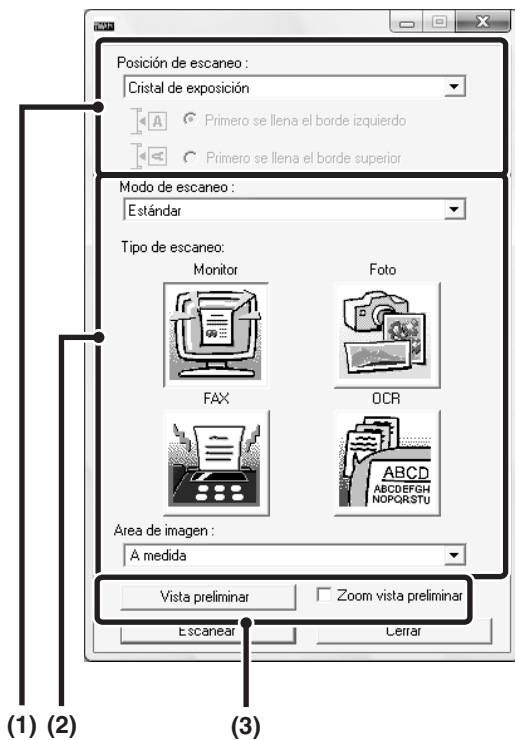 Posición de escaneo :
Cristal de exposición
A Primero se llena el borde izquierdo
A Primero se llena el borde superior
Modo de escaneo :
Estándar
Tipo de escaneo:
Monitor Foto
FAX OCR
ABCD
ABCDEFGH
NOPQRSTU
Area de imagen :
A medida
Vista preliminar Zoom vista preliminar
Escanear Cerrar
(1) (2) (3)